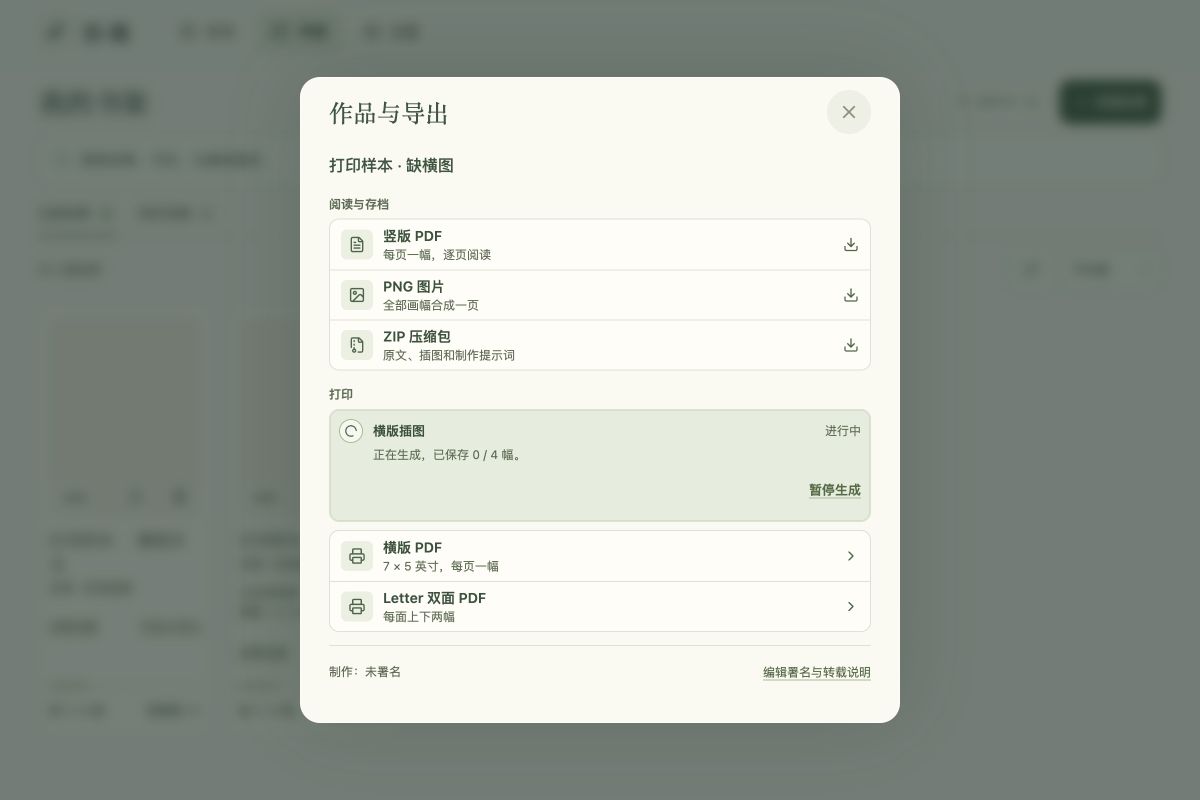 作品与导出
打印样本 · 缺横图
阅读与存档
竖版 PDF
每页一幅，逐页阅读
PNG 图片
全部画幅合成一页
ZIP 压缩包
原文、插图和制作提示词
打印
横版插图
进行中
正在生成，已保存 0 / 4 幅。
暂停生成
横版 PDF
7 × 5 英寸，每页一幅
Letter 双面 PDF
每面上下两幅
制作：未署名
编辑署名与转载说明